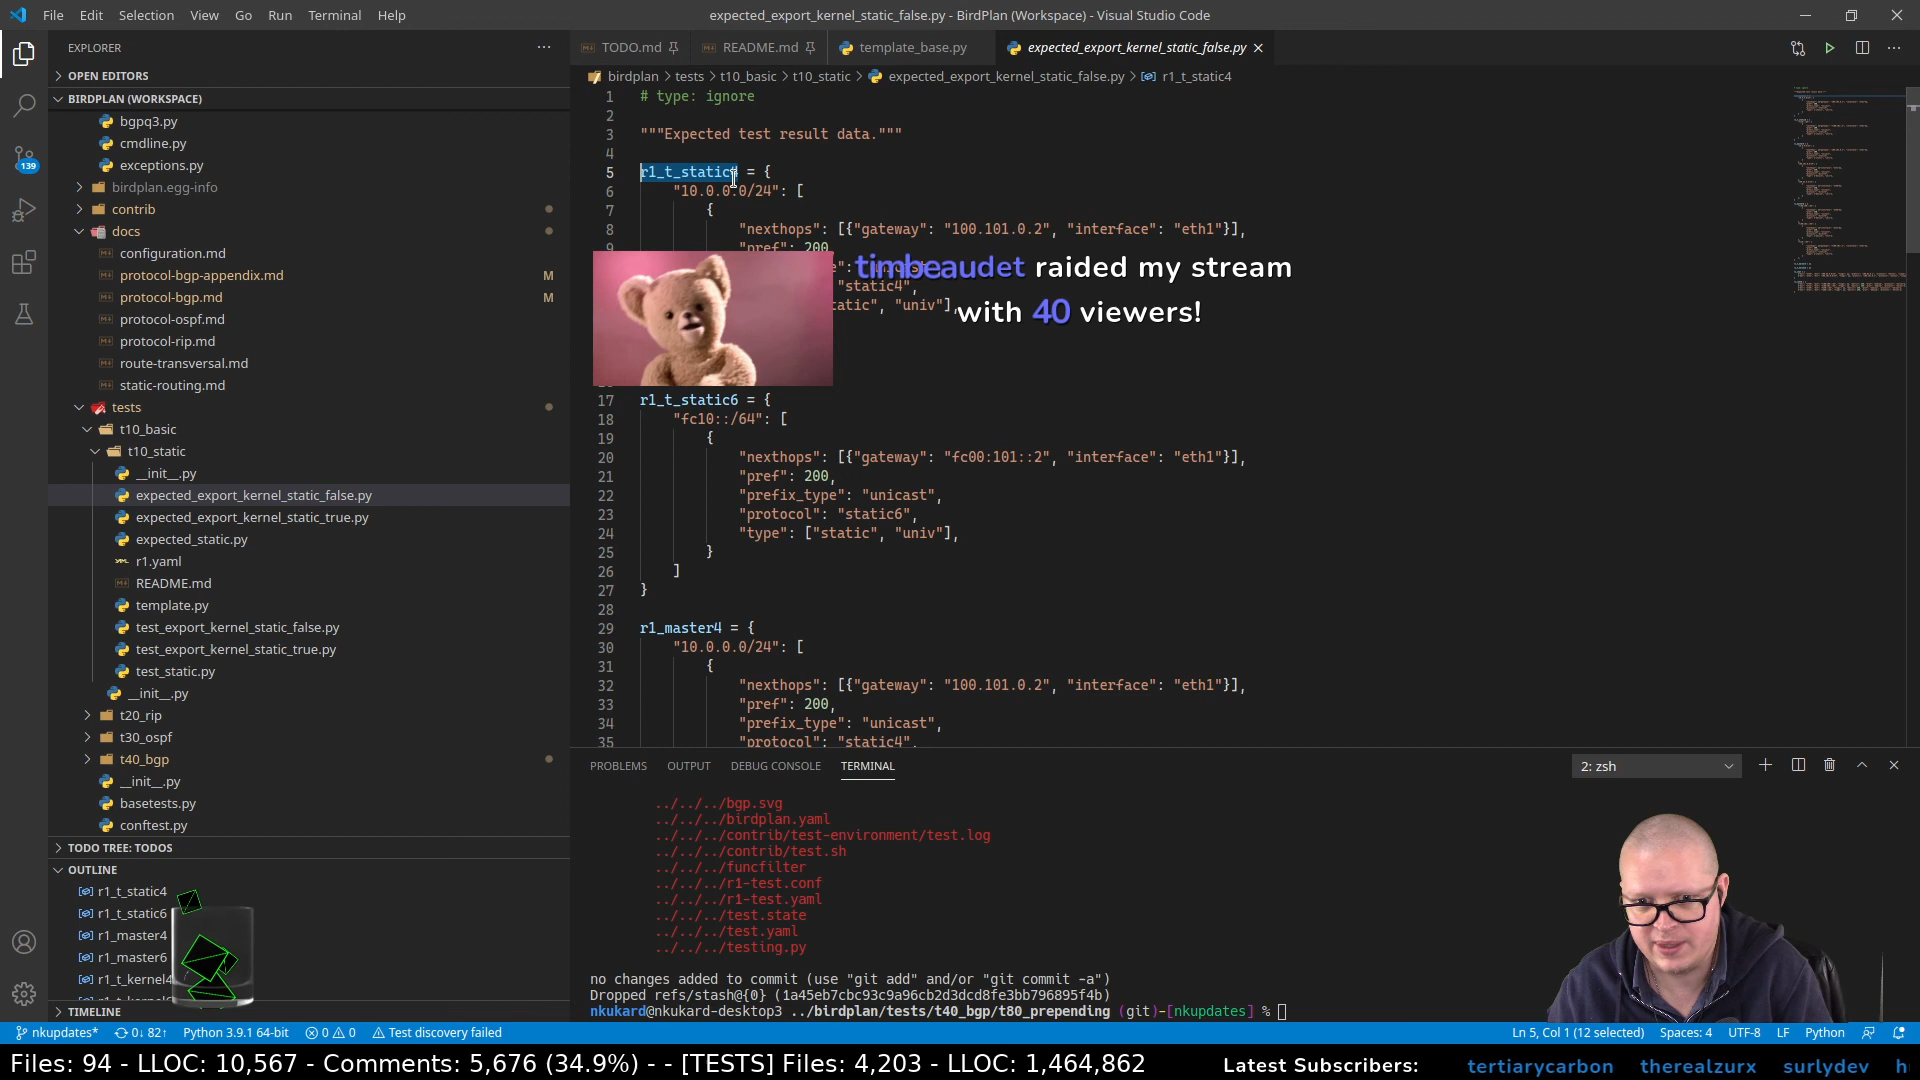 File Edit Selection View Go Run Terminal Help
expected_export_kernel_static_false.py - BirdPlan (Workspace) - Visual Studio Code
EXPLORER
OPEN EDITORS
BIRDPLAN (WORKSPACE)
bgpq3.py
cmdline.py
exceptions.py
birdplan.egg-info
contrib
docs
configuration.md
protocol-bgp-appendix.md M
protocol-bgp.md M
protocol-ospf.md
protocol-rip.md
route-transversal.md
static-routing.md
tests
t10_basic
t10_static
__init__.py
expected_export_kernel_static_false.py
expected_export_kernel_static_true.py
expected_static.py
r1.yaml
README.md
template.py
test_export_kernel_static_false.py
test_export_kernel_static_true.py
test_static.py
__init__.py
t20_rip
t30_ospf
t40_bgp
__init__.py
basetests.py
conftest.py
TODO TREE: TODOS
OUTLINE
r1_t_static4
r1_t_static6
r1_master4
r1_master6
r1_t_kernel4
TIMELINE
139
TODO.md README.md template_base.py expected_export_kernel_static_false.py
birdplan > tests > t10_basic > t10_static > expected_export_kernel_static_false.py > r1_t_static4
1 # type: ignore
2
3 """Expected test result data."""
4
5 r1_t_static4 = {
6 "10.0.0.0/24": [
7 {
8 "nexthops": [{"gateway": "100.101.0.2", "interface": "eth1"}],
9 "pref": 200,
"static4",
"univ"],
timbeaudet raided my stream
with 40 viewers!
17 r1_t_static6 = {
18 "fc10::/64": [
19 {
20 "nexthops": [{"gateway": "fc00:101::2", "interface": "eth1"}],
21 "pref": 200,
22 "prefix_type": "unicast",
23 "protocol": "static6",
24 "type": ["static", "univ"],
25 }
26 ]
27 }
28
29 r1_master4 = {
30 "10.0.0.0/24": [
31 {
32 "nexthops": [{"gateway": "100.101.0.2", "interface": "eth1"}],
33 "pref": 200,
34 "prefix_type": "unicast",
35 "protocol": "static4",
PROBLEMS OUTPUT DEBUG CONSOLE TERMINAL
2: zsh
../../../bgp.svg
../../../birdplan.yaml
../../../contrib/test-environment/test.log
../../../contrib/test.sh
../../../funcfilter
../../../r1-test.conf
../../../r1-test.yaml
../../../test.state
../../../test.yaml
../../../testing.py
no changes added to commit (use "git add" and/or "git commit -a")
Dropped refs/stash@{0} (1a45eb7cbc93c9a96cb2d3dcd8fe3bb796895f4b)
nkukard@nkukard-desktop3 ../birdplan/tests/t40_bgp/t80_prepending (git)-[nkupdates] %
nkupdates* 0↓ 82↑ Python 3.9.1 64-bit 0 0 Test discovery failed
Ln 5, Col 1 (12 selected) Spaces: 4 UTF-8 LF Python
Files: 94 - LLOC: 10,567 - Comments: 5,676 (34.9%) - - [TESTS] Files: 4,203 - LLOC: 1,464,862
Latest Subscribers: tertiarycarbon therealzurx surlydev h